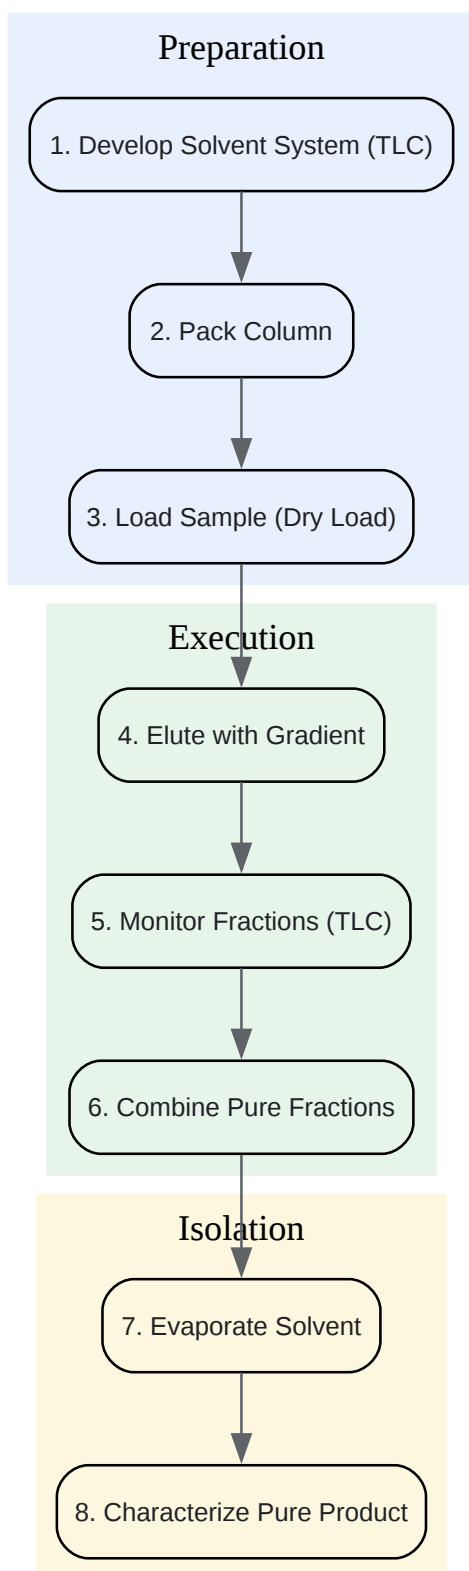 Preparation
1. Develop Solvent System (TLC)
2. Pack Column
3. Load Sample (Dry Load)
Execution
4. Elute with Gradient
5. Monitor Fractions (TLC)
6. Combine Pure Fractions
Isolation
7. Evaporate Solvent
8. Characterize Pure Product